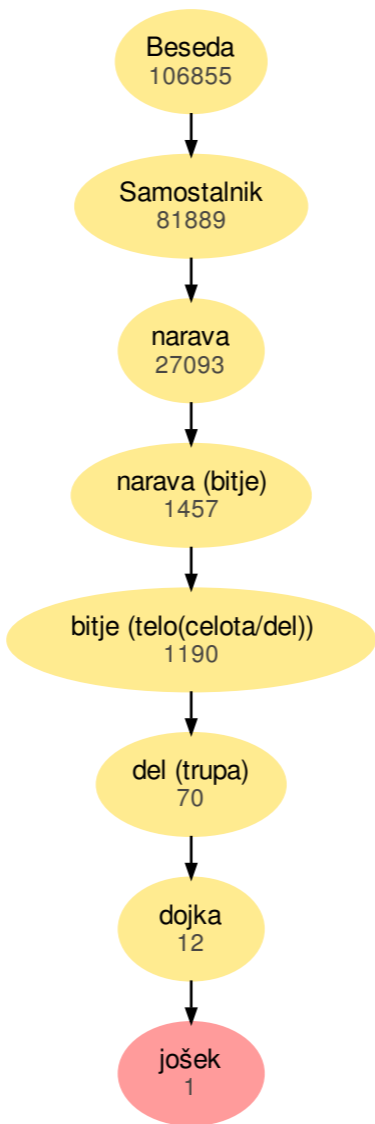 Beseda
106855
Samostalnik
81889
narava
27093
narava (bitje)
1457
bitje (telo(celota/del))
1190
del (trupa)
70
dojka
12
jošek
1